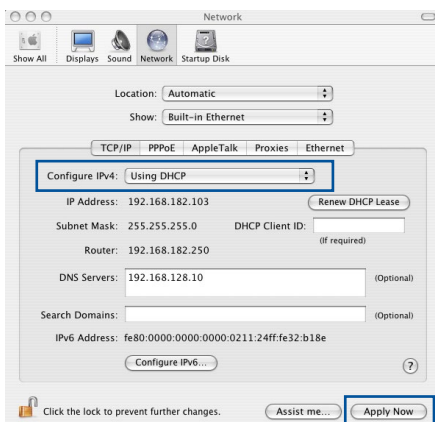 Network
Show All Displays Sound Network Startup Disk
Location: Automatic
Show: Built-in Ethernet
TCP/IP PPPoE AppleTalk Proxies Ethernet
Configure IPv4: Using DHCP
IP Address: 192.168.182.103 Renew DHCP Lease
Subnet Mask: 255.255.255.0 DHCP Client ID:
(If required)
Router: 192.168.182.250
DNS Servers: 192.168.128.10 (Optional)
Search Domains: (Optional)
IPv6 Address: fe80:0000:0000:0000:0211:24ff:fe32:b18e
Configure IPv6... ?
Click the lock to prevent further changes. Assist me... Apply Now